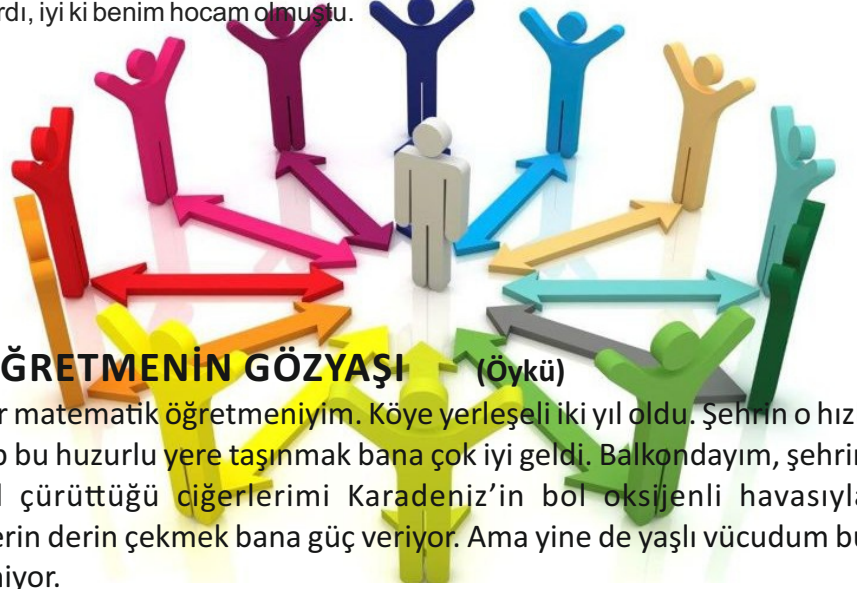 rdı, iyi ki benim hocam olmuştu.
ĞRETMENİN GÖZYAŞI (Öykü)
r matematik öğretmeniyim. Köye yerleşeli iki yıl oldu. Şehrin o hız
bu huzurlu yere taşınmak bana çok iyi geldi. Balkondayım, şehrin
çürüttüğü ciğerlerimi Karadeniz’in bol oksijenli havasıyla
erin derin çekmek bana güç veriyor. Ama yine de yaşlı vücudum bu
niyor.